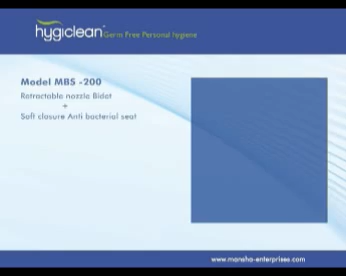 hygiclean Germ Free Personal hygiene
Model MBS -200
Retractable nozzle Bidet
+
Soft closure Anti bacterial seat
www.mansha-enterprises.com